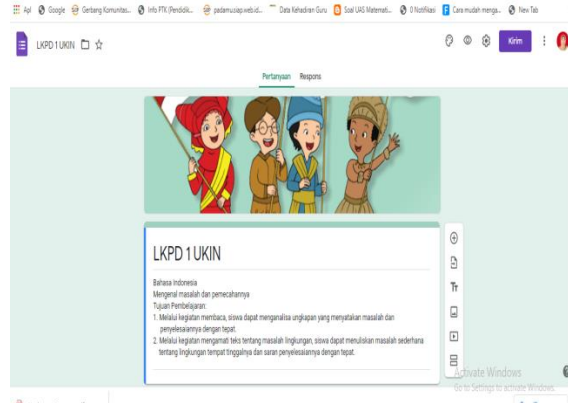 Apl Google Gerbang Komunitas... Info PTK (Pendidik... padamu.siap.web.id... Data Kehadiran Guru Soal UAS Matemati... 0 Notifikasi Cara mudah menga... New Tab
LKPD 1 UKIN
Kirim
Pertanyaan Respons
LKPD 1 UKIN
Bahasa Indonesia
Mengenal masalah dan pemecahannya
Tujuan Pembelajaran:
1. Melalui kegiatan membaca, siswa dapat menganalisa ungkapan yang menyatakan masalah dan
penyelesaiannya dengan tepat.
2. Melalui kegiatan mengamati teks tentang masalah lingkungan, siswa dapat menuliskan masalah sederhana
tentang lingkungan tempat tinggalnya dan saran penyelesaiannya dengan tepat.
Tт
Activate Windows
Go to Settings to activate Windows.